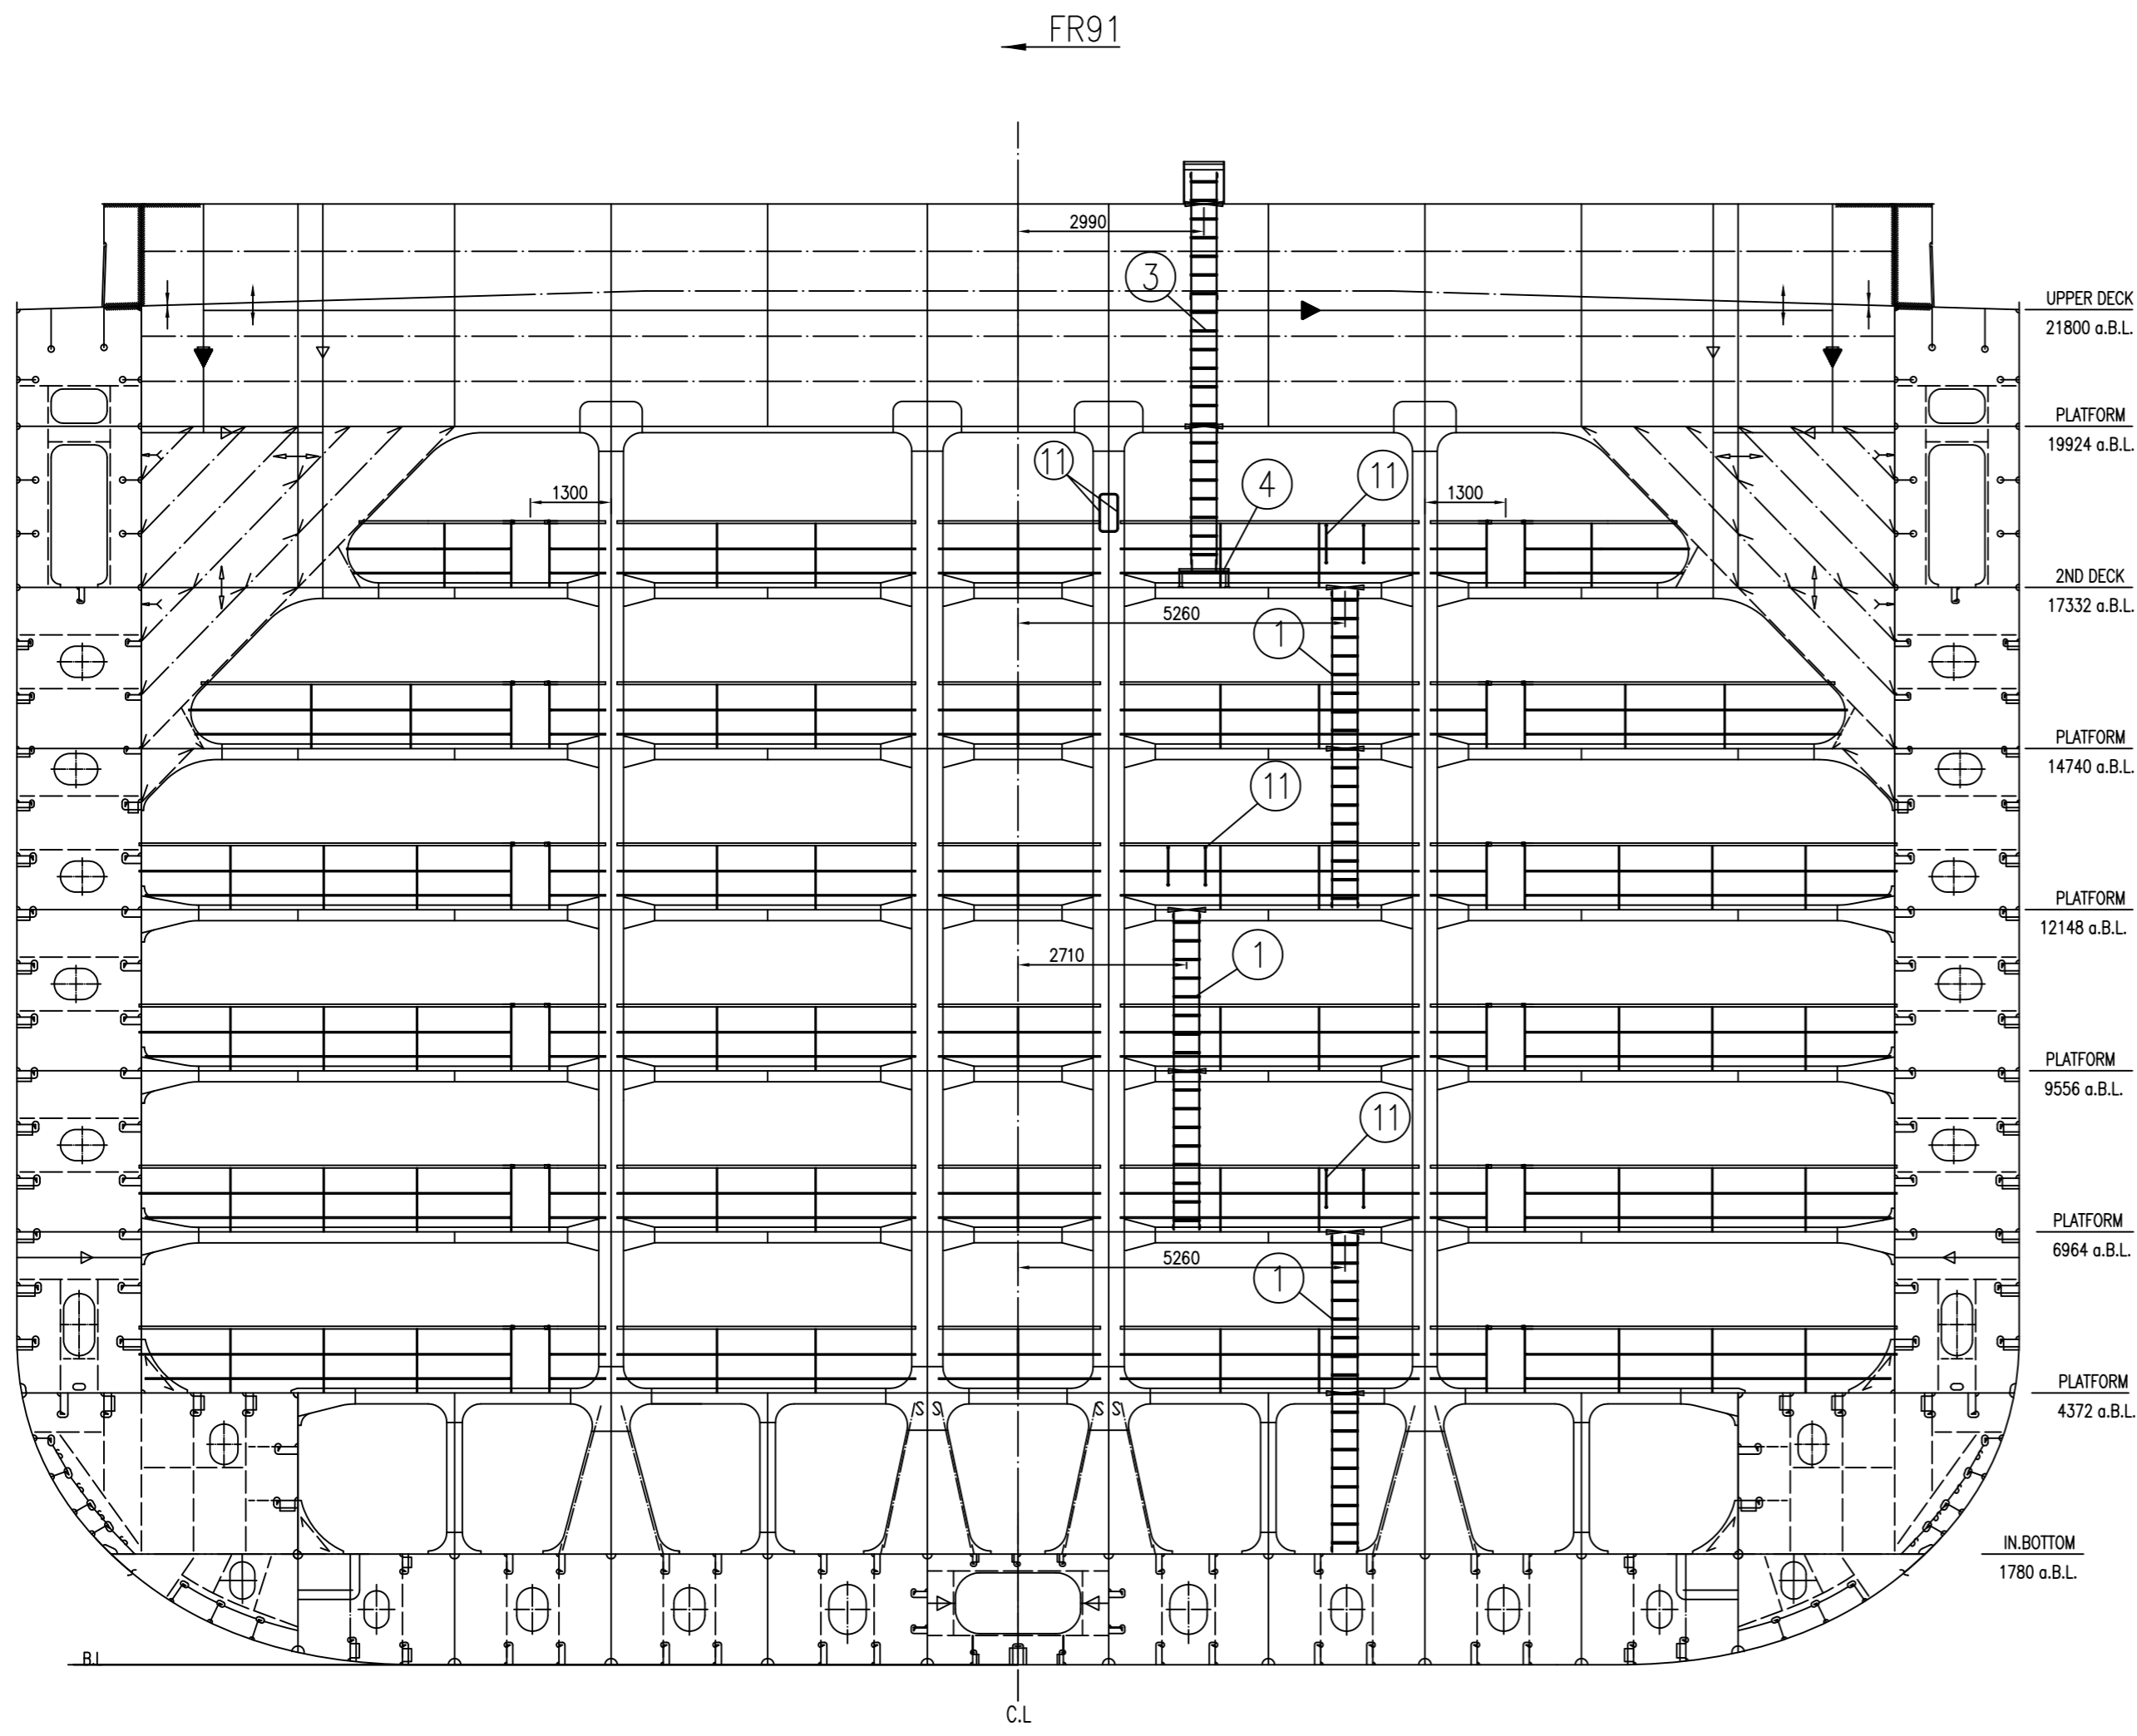 FR91
2990
3
UPPER DECK
21800 a.B.L.
PLATFORM
19924 a.B.L.
11
4
11
1300
1300
2ND DECK
17332 a.B.L.
5260
1
PLATFORM
14740 a.B.L.
11
PLATFORM
12148 a.B.L.
2710
1
PLATFORM
9556 a.B.L.
11
PLATFORM
6964 a.B.L.
5260
1
PLATFORM
4372 a.B.L.
S S S S
IN.BOTTOM
1780 a.B.L.
B.L
C.L